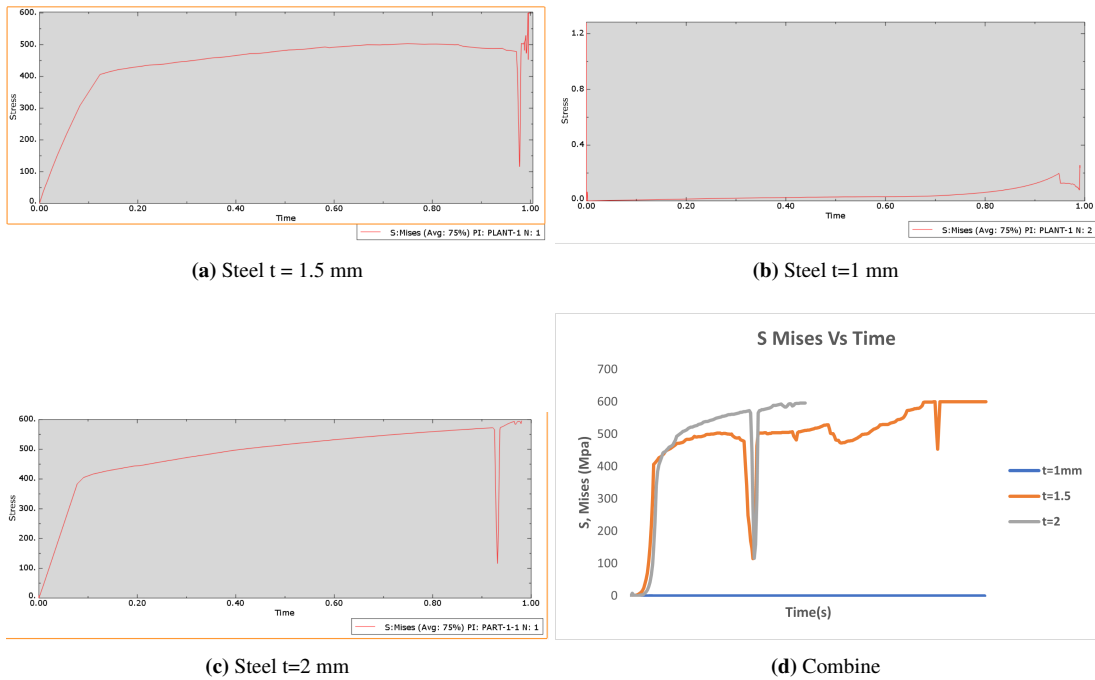 600.
500.
400.
300.
200.
100.
0.
Stress
0.00 0.20 0.40 0.60 0.80 1.00
Time
S:Mises (Avg: 75%) PI: PLANT-1 N: 1
(a) Steel t = 1.5 mm
1.2
0.8
0.4
0.0
Stress
0.00 0.20 0.40 0.60 0.80 1.00
Time
S:Mises (Avg: 75%) PI: PLANT-1 N: 2
(b) Steel t=1 mm
600.
500.
400.
300.
200.
100.
0.
Stress
0.00 0.20 0.40 0.60 0.80 1.00
Time
S:Mises (Avg: 75%) PI: PART-1-1 N: 1
(c) Steel t=2 mm
S Mises Vs Time
700
600
500
400
300
200
100
0
S, Mises (Mpa)
Time(s)
t=1mm
t=1.5
t=2
(d) Combine